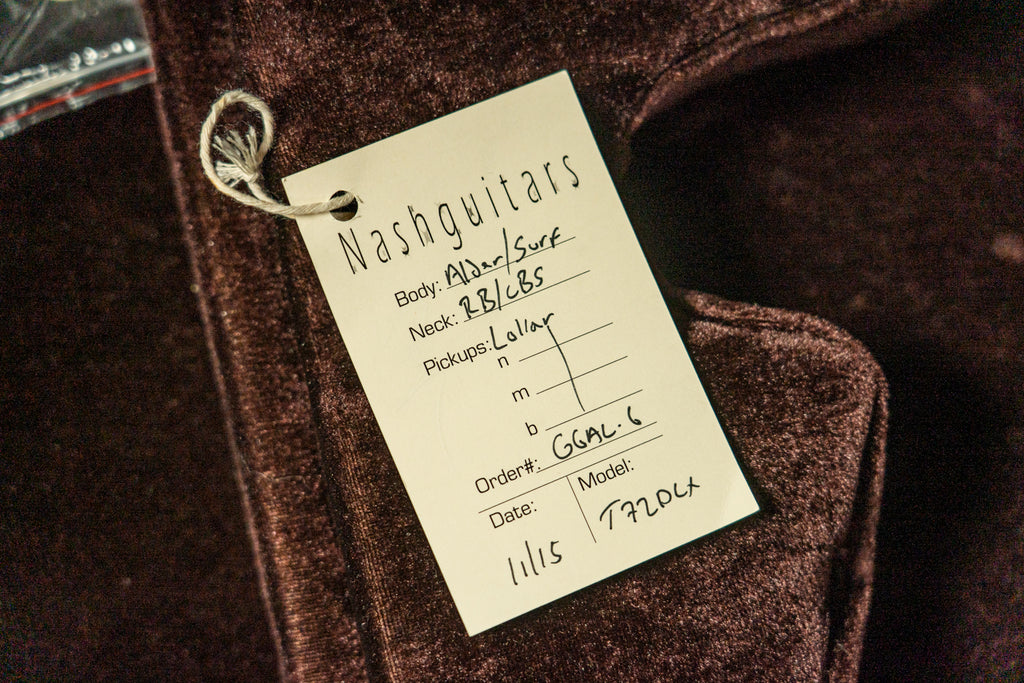 Nashguitars
Body: Alder/Surf
Neck: RB/CBS
Pickups: Lollar
n
m
b
Order#: GGAL-6
Date:
Model:
11/15
T72DLX